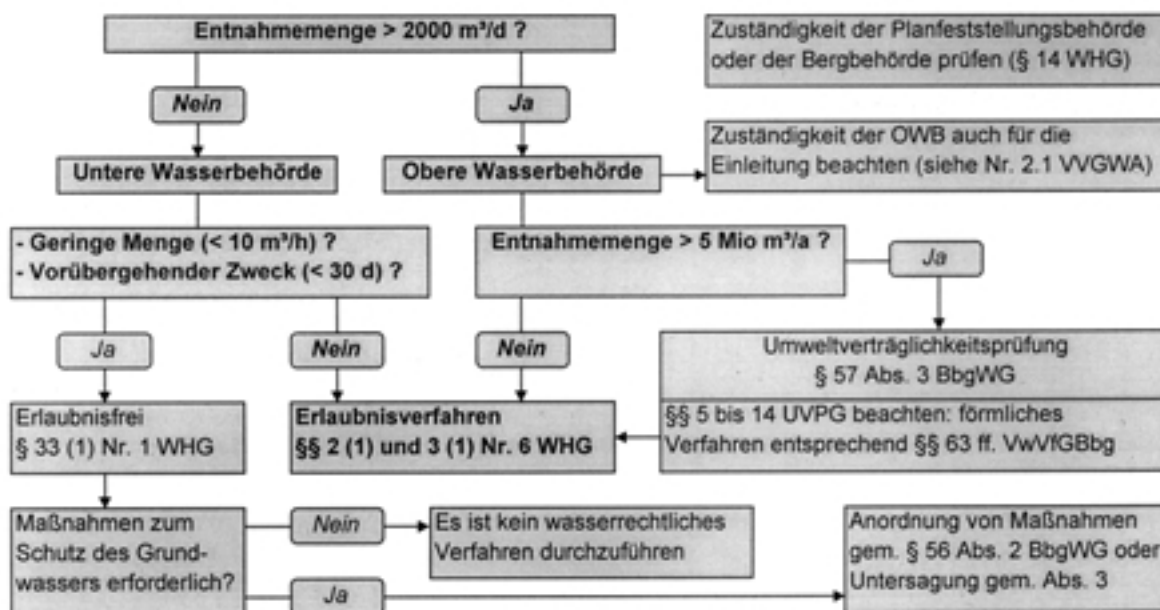 Entnahmemenge > 2000 m³/d ?
Zuständigkeit der Planfeststellungsbehörde
oder der Bergbehörde prüfen (§ 14 WHG)
Nein
Ja
Untere Wasserbehörde
Obere Wasserbehörde
Zuständigkeit der OWB auch für die
Einleitung beachten (siehe Nr. 2.1 VVGWA)
- Geringe Menge (< 10 m³/h) ?
- Vorübergehender Zweck (< 30 d) ?
Entnahmemenge > 5 Mio m³/a ?
Ja
Ja
Nein
Nein
Umweltverträglichkeitsprüfung
§ 57 Abs. 3 BbgWG
§§ 5 bis 14 UVPG beachten: förmliches
Verfahren entsprechend §§ 63 ff. VwVfGBbg
Erlaubnisfrei
§ 33 (1) Nr. 1 WHG
Erlaubnisverfahren
§§ 2 (1) und 3 (1) Nr. 6 WHG
Maßnahmen zum
Schutz des Grund-
wassers erforderlich?
Nein
Es ist kein wasserrechtliches
Verfahren durchzuführen
Ja
Anordnung von Maßnahmen
gem. § 56 Abs. 2 BbgWG oder
Untersagung gem. Abs. 3